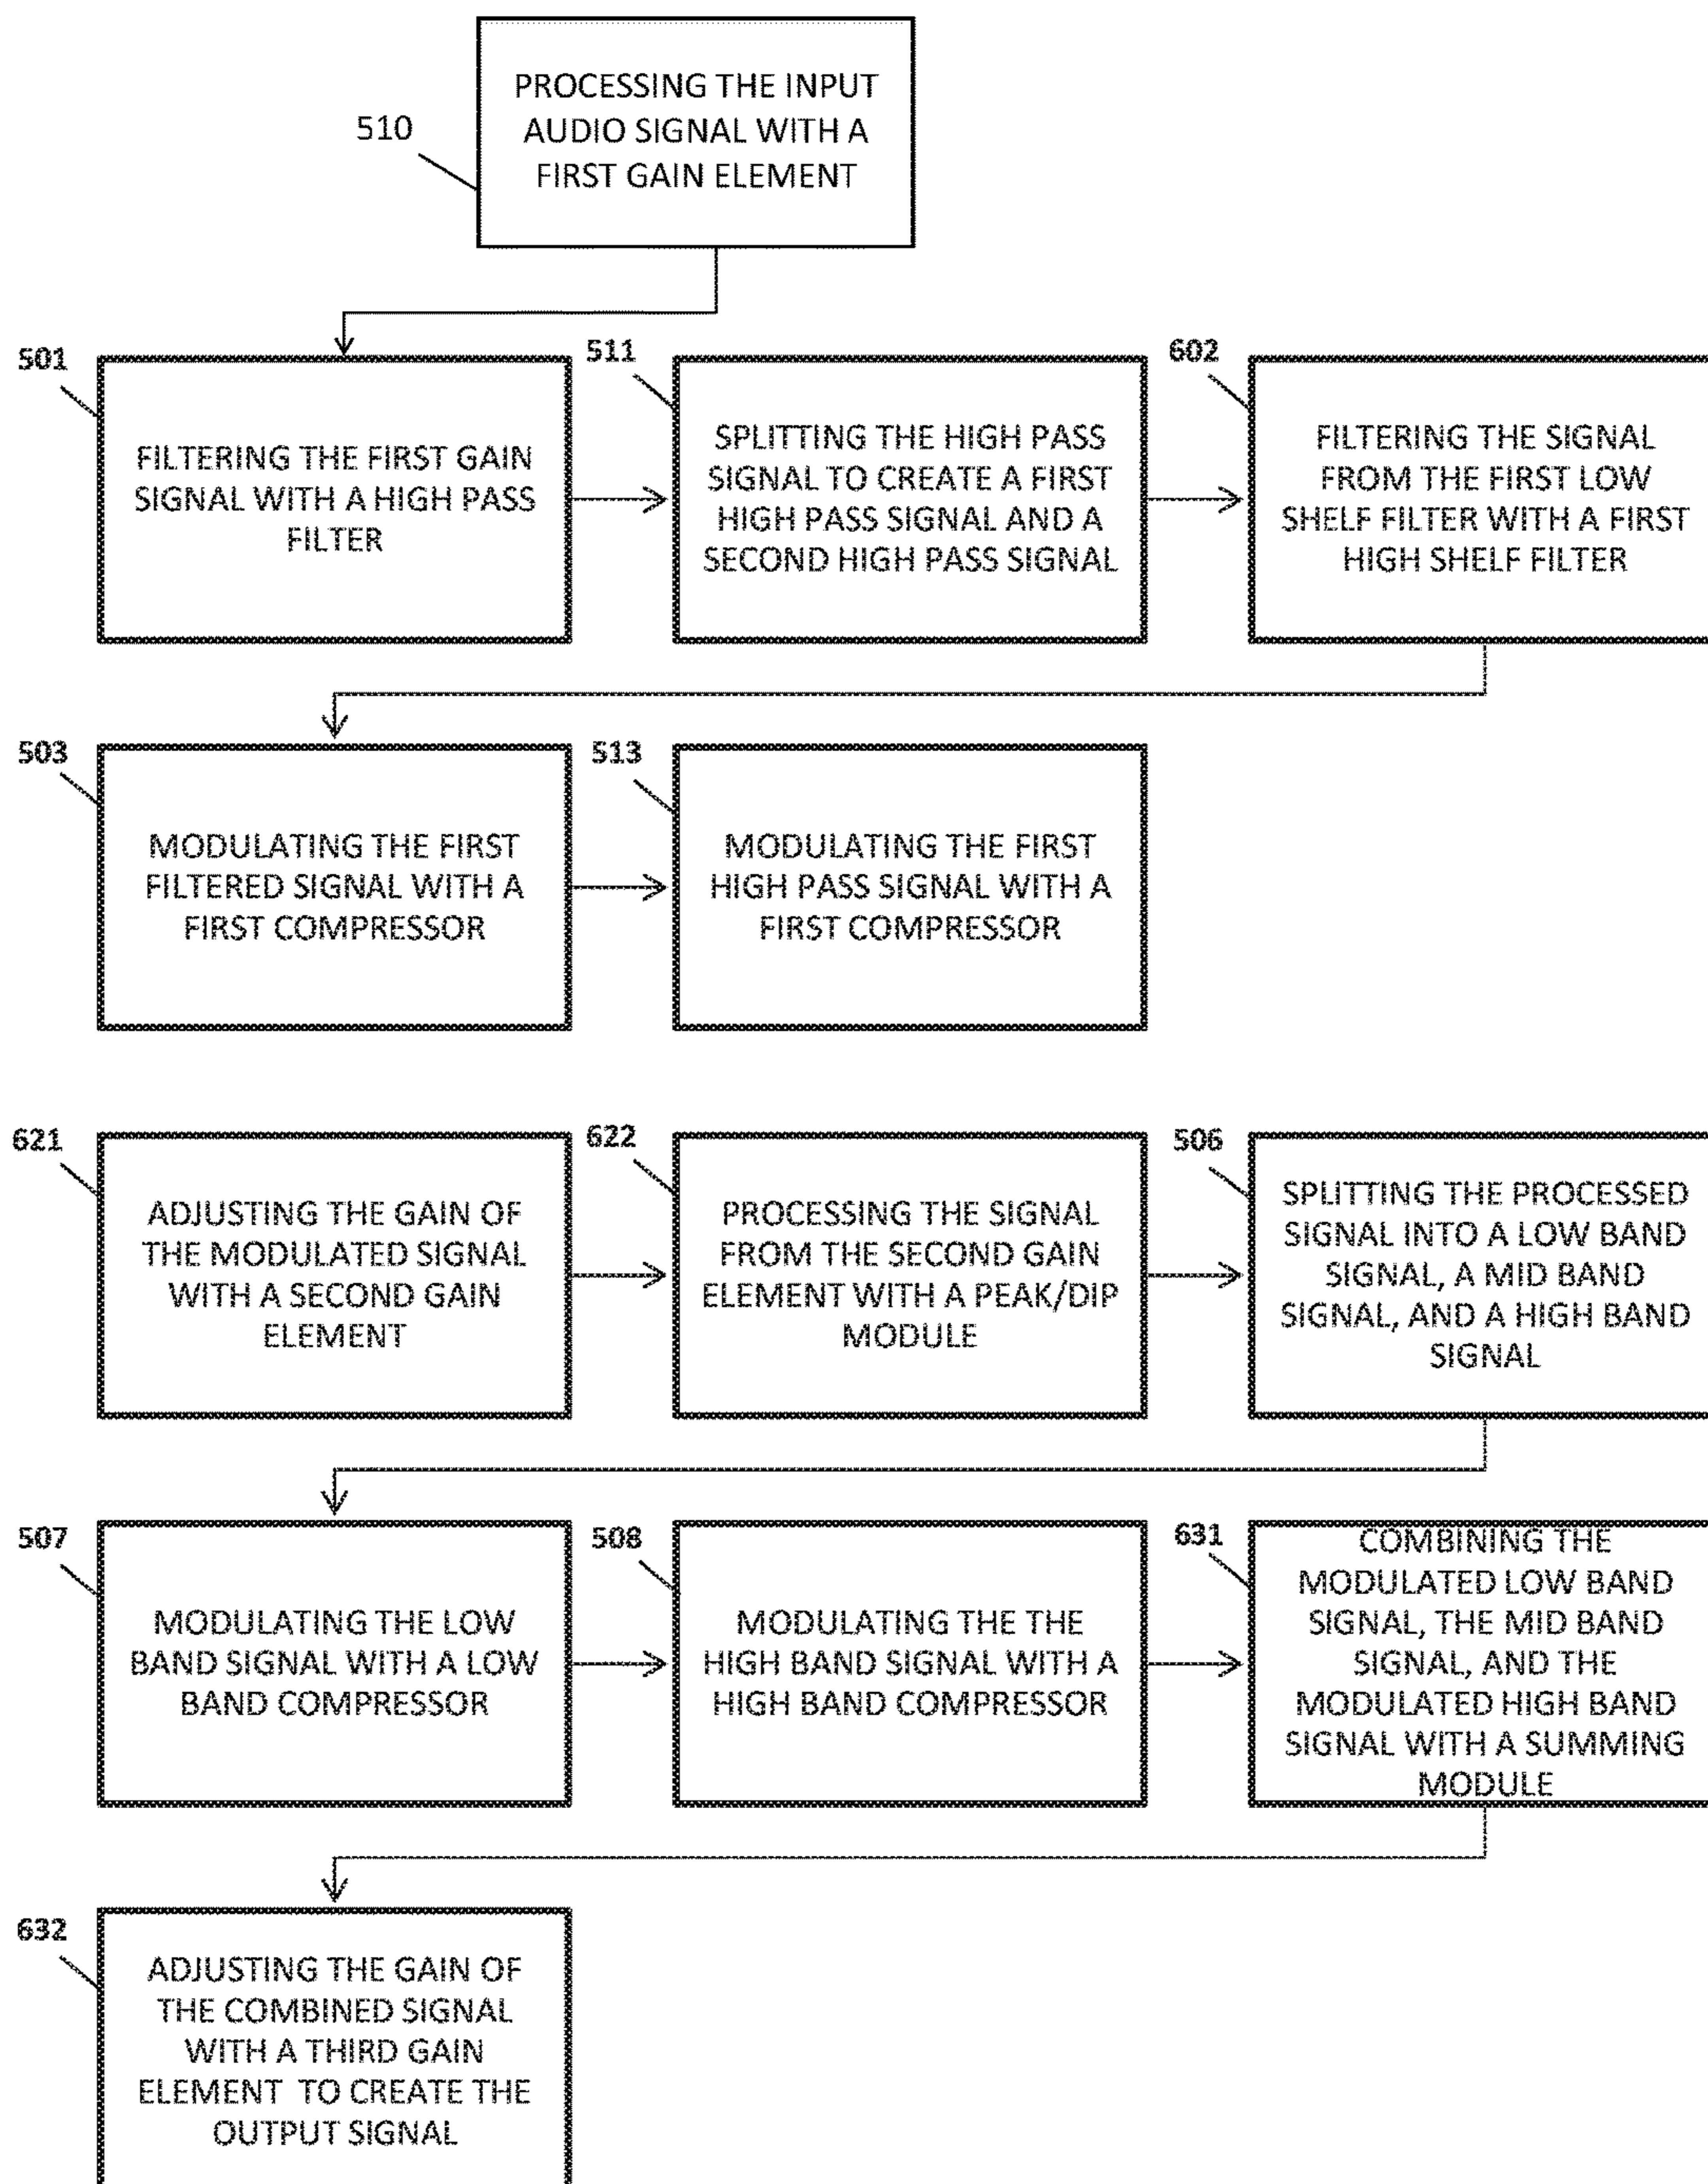 510
PROCESSING THE INPUT
AUDIO SIGNAL WITH A
FIRST GAIN ELEMENT
501
FILTERING THE FIRST GAIN
SIGNAL WITH A HIGH PASS
FILTER
511
SPLITTING THE HIGH PASS
SIGNAL TO CREATE A FIRST
HIGH PASS SIGNAL AND A
SECOND HIGH PASS SIGNAL
602
FILTERING THE SIGNAL
FROM THE FIRST LOW
SHELF FILTER WITH A FIRST
HIGH SHELF FILTER
503
MODULATING THE FIRST
FILTERED SIGNAL WITH A
FIRST COMPRESSOR
513
MODULATING THE FIRST
HIGH PASS SIGNAL WITH A
FIRST COMPRESSOR
621
ADJUSTING THE GAIN OF
THE MODULATED SIGNAL
WITH A SECOND GAIN
ELEMENT
622
PROCESSING THE SIGNAL
FROM THE SECOND GAIN
ELEMENT WITH A PEAK/DIP
MODULE
506
SPLITTING THE PROCESSED
SIGNAL INTO A LOW BAND
SIGNAL, A MID BAND
SIGNAL, AND A HIGH BAND
SIGNAL
507
MODULATING THE LOW
BAND SIGNAL WITH A LOW
BAND COMPRESSOR
508
MODULATING THE THE
HIGH BAND SIGNAL WITH A
HIGH BAND COMPRESSOR
631
COMBINING THE
MODULATED LOW BAND
SIGNAL, THE MID BAND
SIGNAL, AND THE
MODULATED HIGH BAND
SIGNAL WITH A SUMMING
MODULE
632
ADJUSTING THE GAIN OF
THE COMBINED SIGNAL
WITH A THIRD GAIN
ELEMENT TO CREATE THE
OUTPUT SIGNAL